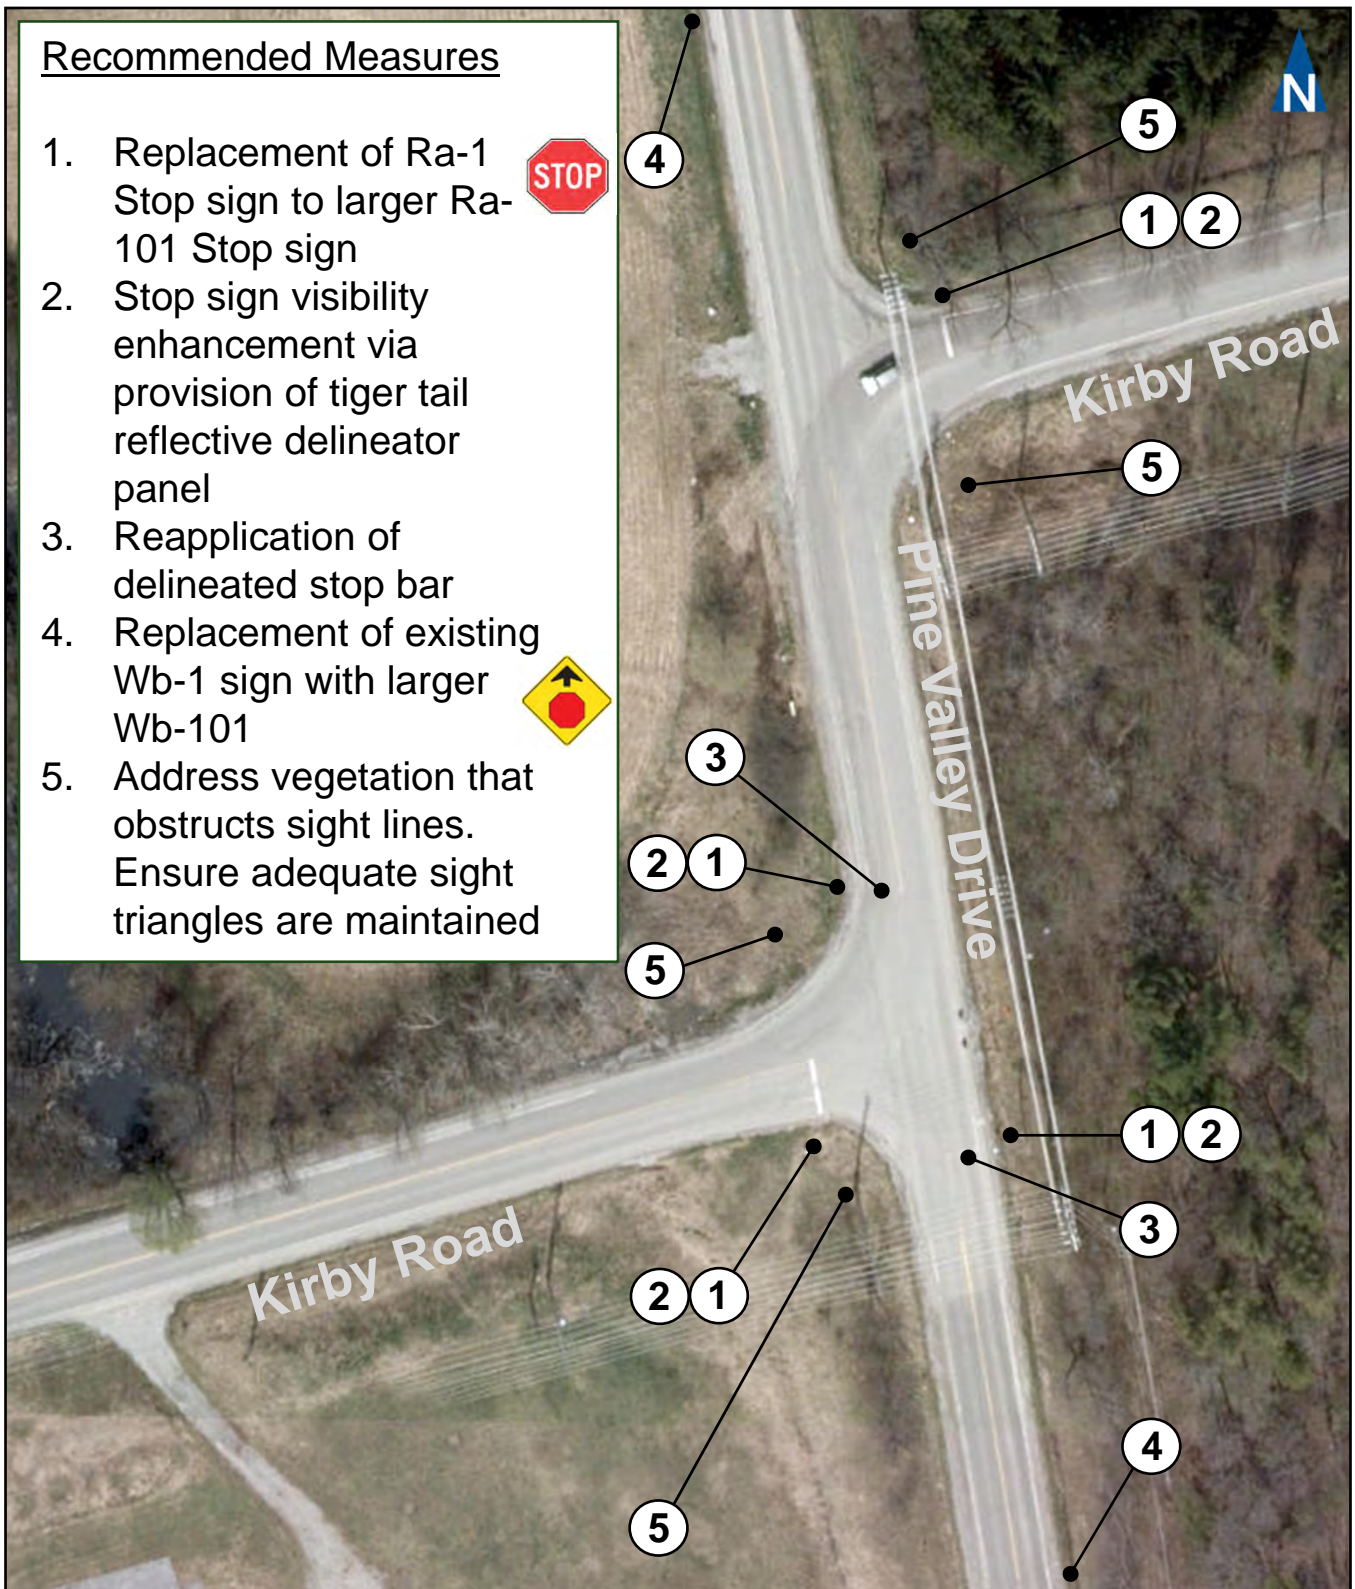 Recommended Measures
1. Replacement of Ra-1
Stop sign to larger Ra-
101 Stop sign
2. Stop sign visibility
enhancement via
provision of tiger tail
reflective delineator
panel
3. Reapplication of
delineated stop bar
4. Replacement of existing
Wb-1 sign with larger
Wb-101
5. Address vegetation that
obstructs sight lines.
Ensure adequate sight
triangles are maintained
STOP
N
4
5
1 2
Kirby Road
5
Pine Valley Drive
3
2 1
5
1 2
3
Kirby Road
2 1
4
5